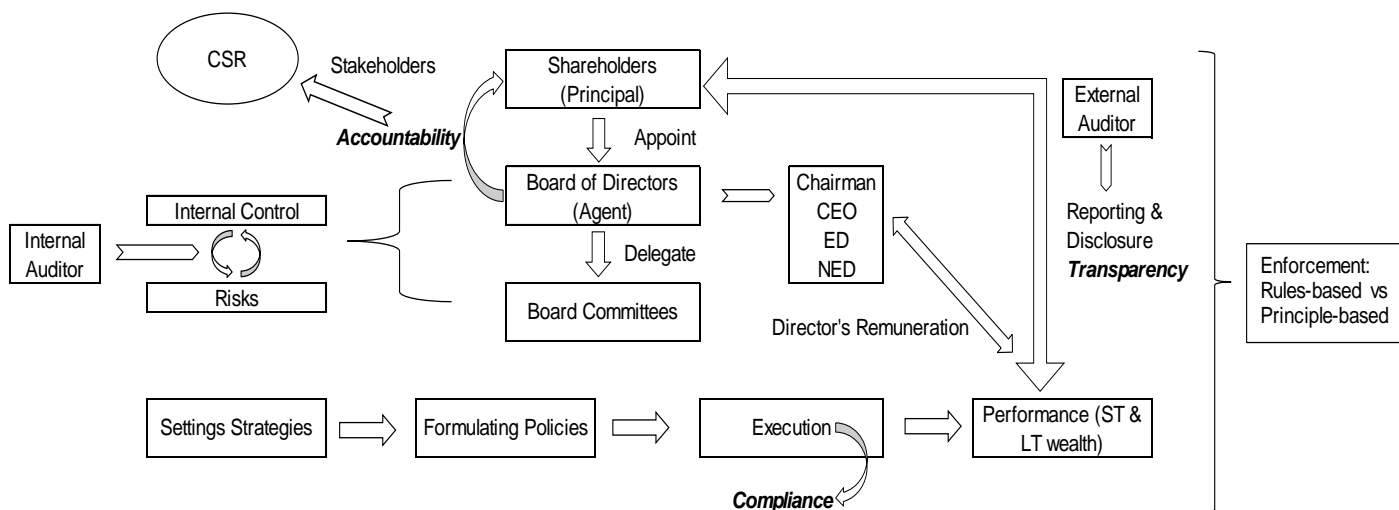 CSR
Stakeholders
Accountability
Shareholders
(Principal)
Appoint
Board of Directors
(Agent)
Delegate
Board Committees
Internal
Auditor
Internal Control
Risks
Chairman
CEO
ED
NED
Director's Remuneration
External
Auditor
Reporting &
Disclosure
Transparency
Enforcement:
Rules-based vs
Principle-based
Settings Strategies
Formulating Policies
Execution
Compliance
Performance (ST &
LT wealth)